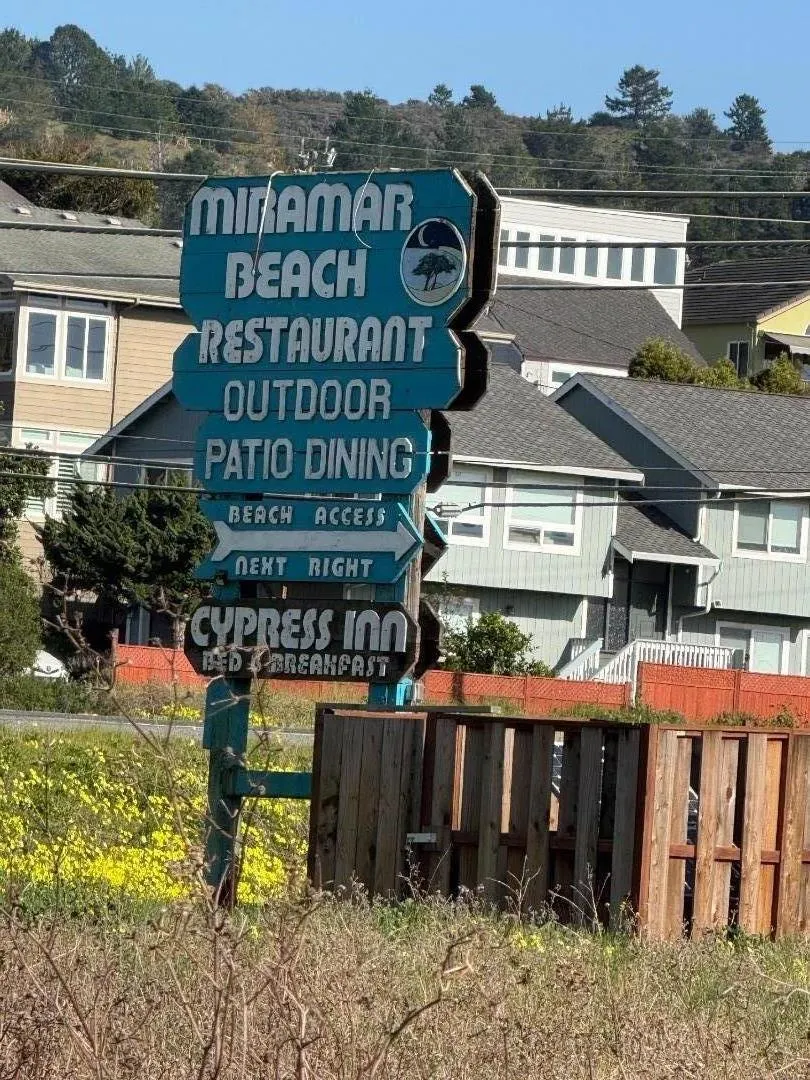 MIRAMAR
BEACH
RESTAURANT
OUTDOOR
PATIO DINING
BEACH ACCESS
NEXT RIGHT
CYPRESS INN
BED & BREAKFAST